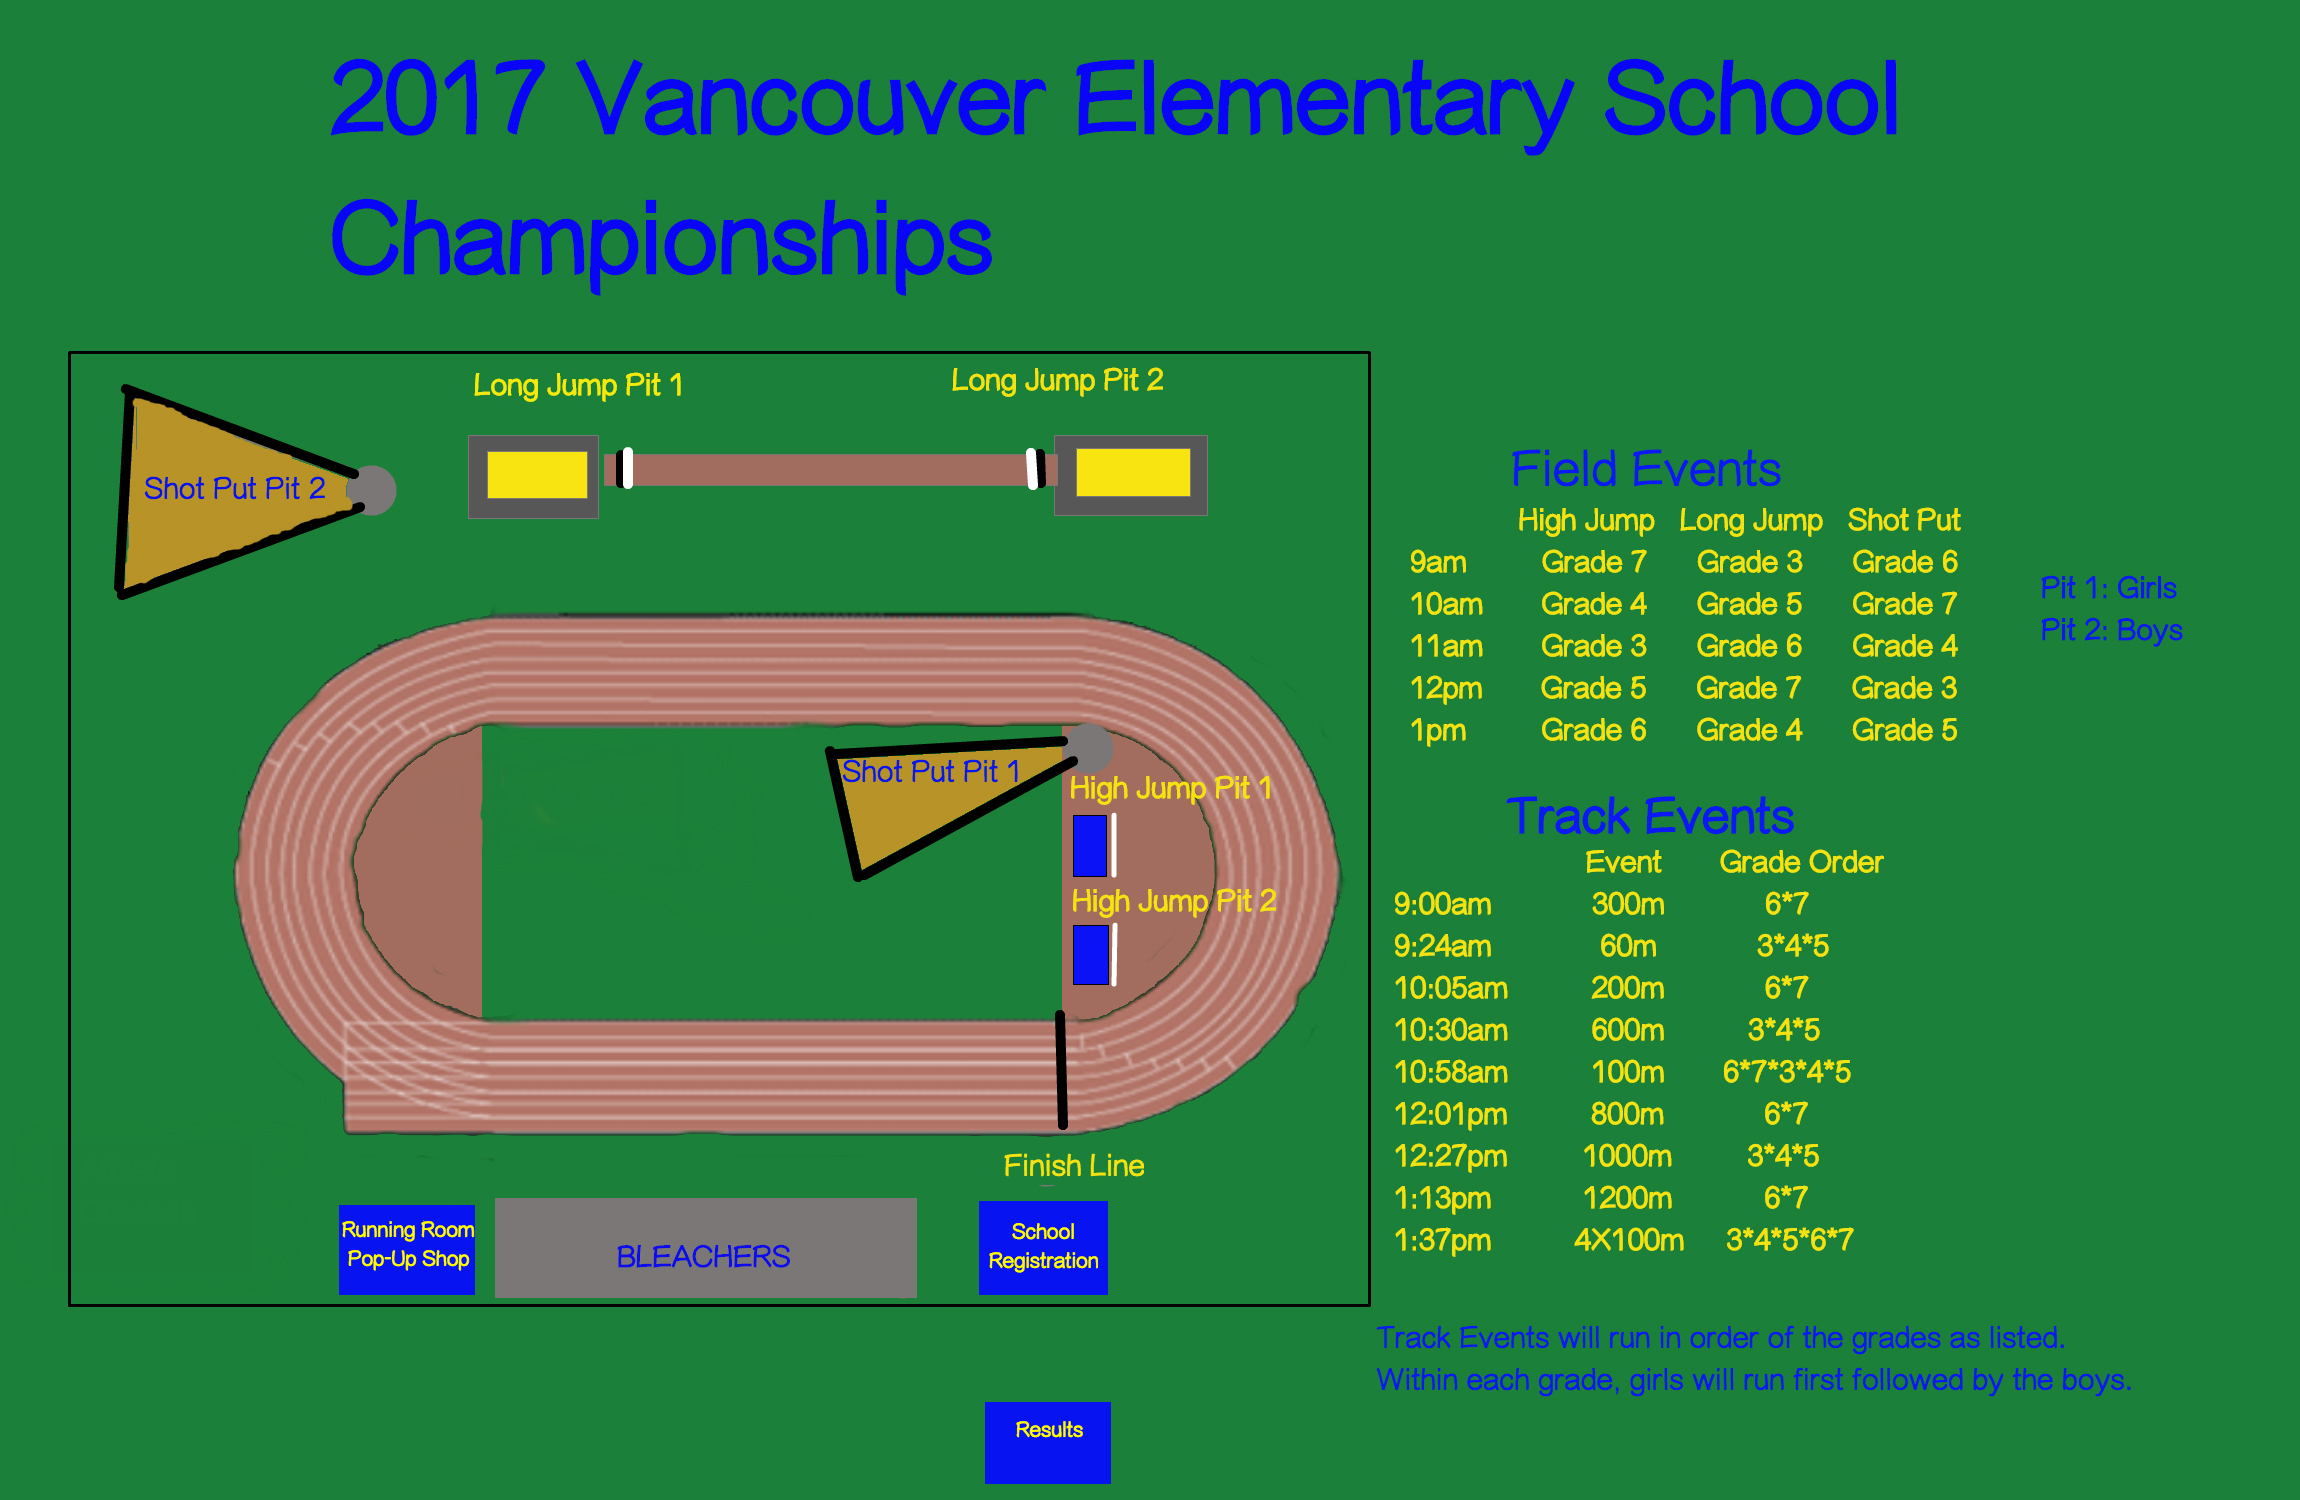 2017 Vancouver Elementary School
Championships
Long Jump Pit 1
Long Jump Pit 2
Shot Put Pit 2
Shot Put Pit 1
High Jump Pit 1
High Jump Pit 2
Finish Line
Running Room
Pop-Up Shop
BLEACHERS
School
Registration
Results
Field Events
High Jump Long Jump Shot Put
9am Grade 7 Grade 3 Grade 6
10am Grade 4 Grade 5 Grade 7
11am Grade 3 Grade 6 Grade 4
12pm Grade 5 Grade 7 Grade 3
1pm Grade 6 Grade 4 Grade 5
Pit 1: Girls
Pit 2: Boys
Track Events
Event Grade Order
9:00am 300m 6*7
9:24am 60m 3*4*5
10:05am 200m 6*7
10:30am 600m 3*4*5
10:58am 100m 6*7*3*4*5
12:01pm 800m 6*7
12:27pm 1000m 3*4*5
1:13pm 1200m 6*7
1:37pm 4X100m 3*4*5*6*7
Track Events will run in order of the grades as listed.
Within each grade, girls will run first followed by the boys.